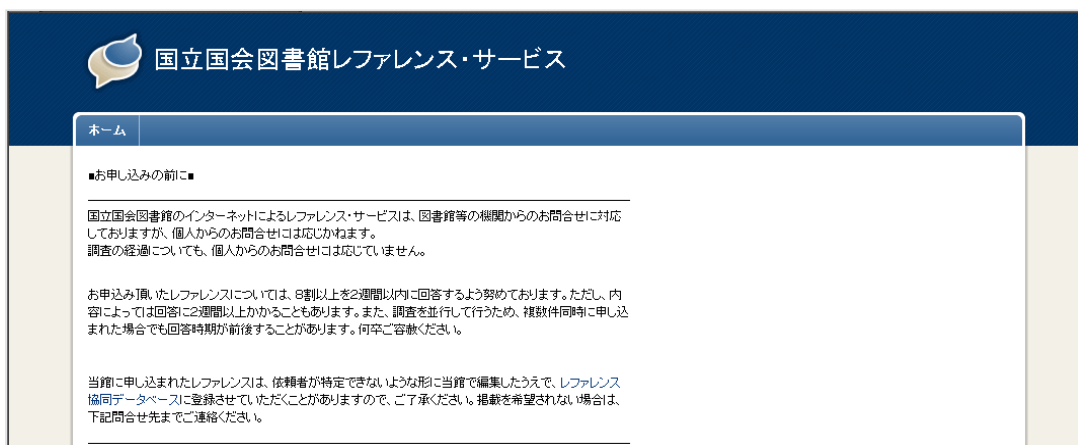 国立国会図書館レファレンス・サービス
ホーム
■お申し込みの前に■
国立国会図書館のインターネットによるレファレンス・サービスは、図書館等の機関からのお問合せに対応
しておりますが、個人からのお問合せには応じかねます。
調査の経過についても、個人からのお問合せには応じていません。
お申込み頂いたレファレンスについては、8割以上を2週間以内に回答するよう努めております。ただし、内
容によっては回答に2週間以上かかることもあります。また、調査を並行して行うため、複数件同時に申し込
まれた場合でも回答時期が前後することがあります。何卒ご容赦ください。
当館に申し込まれたレファレンスは、依頼者が特定できないような形に当館で編集したうえで、レファレンス
協同データベースに登録させていただくことがありますので、ご了承ください。掲載を希望されない場合は、
下記問合せ先までご連絡ください。